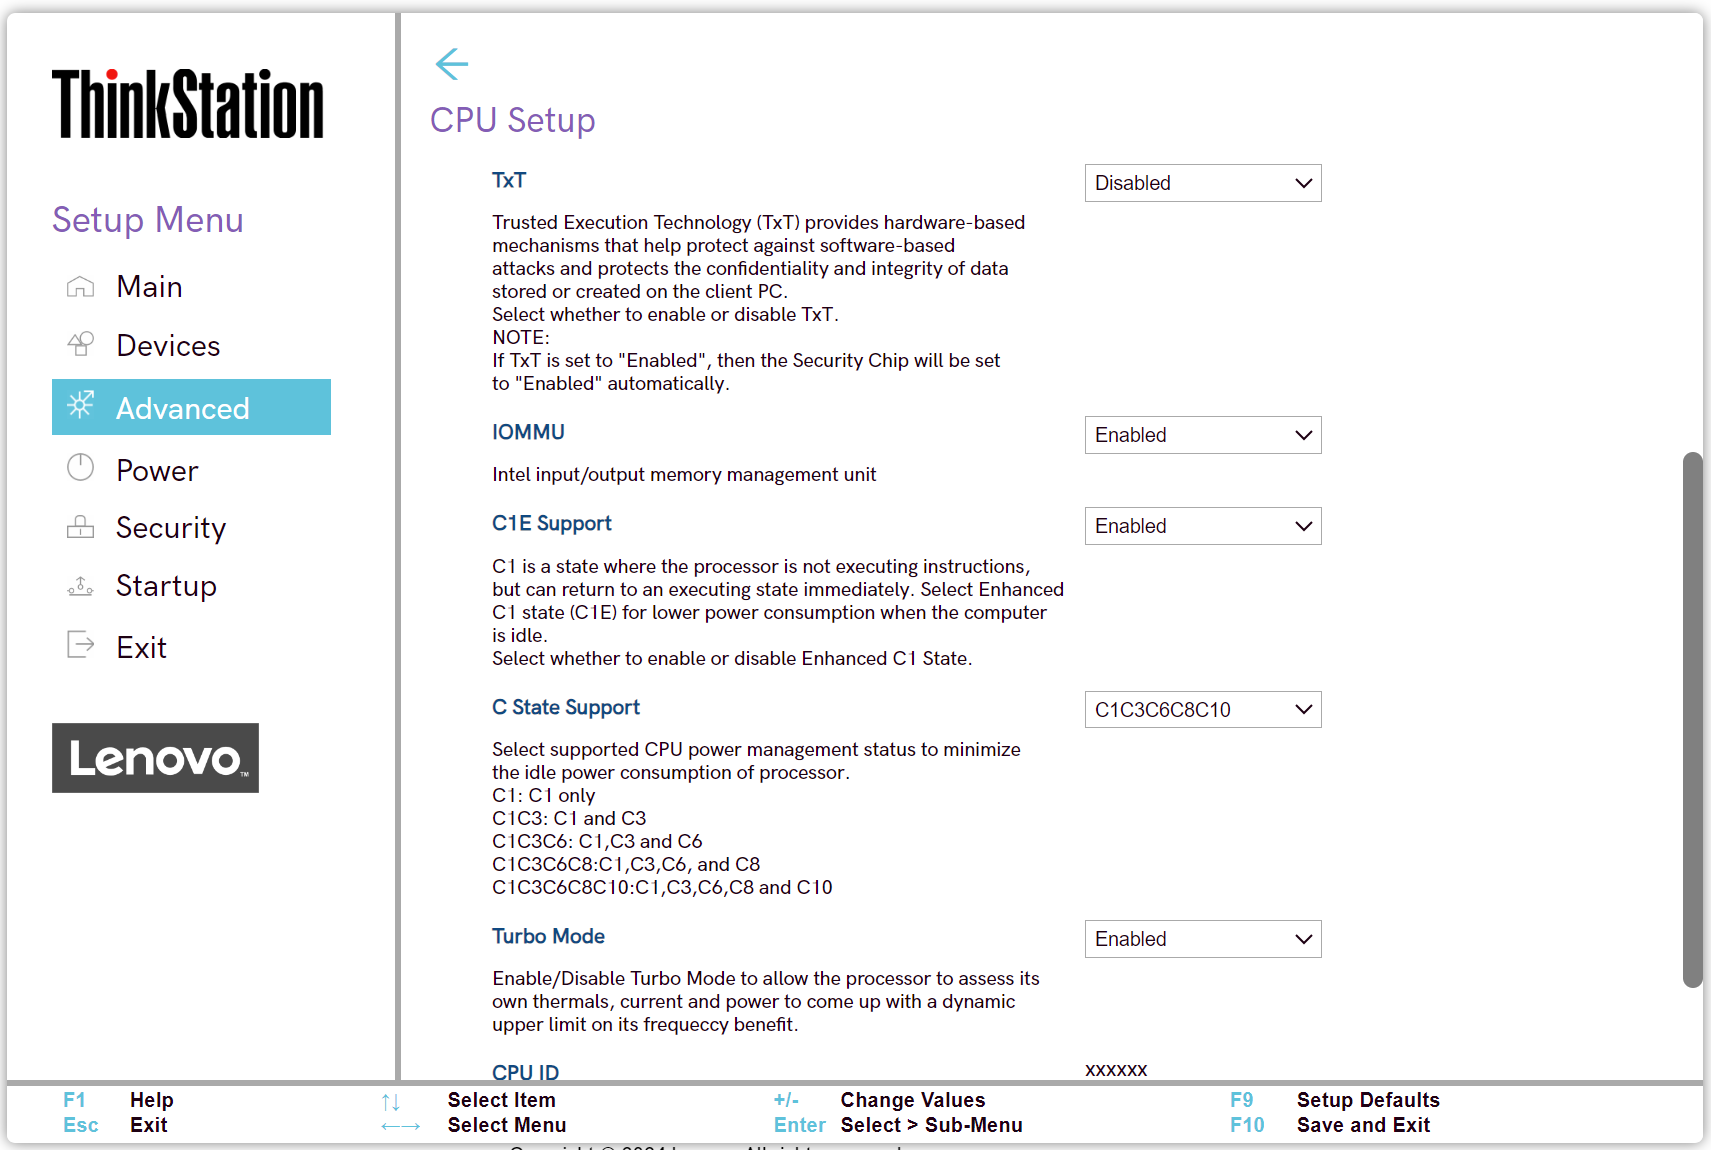 ThinkStation
Setup Menu
Main
Devices
Advanced
Power
Security
Startup
Exit
Lenovo™
CPU Setup
TxT
Disabled
Trusted Execution Technology (TxT) provides hardware-based
mechanisms that help protect against software-based
attacks and protects the confidentiality and integrity of data
stored or created on the client PC.
Select whether to enable or disable TxT.
NOTE:
If TxT is set to "Enabled", then the Security Chip will be set
to "Enabled" automatically.
IOMMU
Enabled
Intel input/output memory management unit
C1E Support
Enabled
C1 is a state where the processor is not executing instructions,
but can return to an executing state immediately. Select Enhanced
C1 state (C1E) for lower power consumption when the computer
is idle.
Select whether to enable or disable Enhanced C1 State.
C State Support
C1C3C6C8C10
Select supported CPU power management status to minimize
the idle power consumption of processor.
C1: C1 only
C1C3: C1 and C3
C1C3C6: C1,C3 and C6
C1C3C6C8:C1,C3,C6, and C8
C1C3C6C8C10:C1,C3,C6,C8 and C10
Turbo Mode
Enabled
Enable/Disable Turbo Mode to allow the processor to assess its
own thermals, current and power to come up with a dynamic
upper limit on its frequeccy benefit.
CPU ID
xxxxxx
F1 Help ↑↓ Select Item +/- Change Values F9 Setup Defaults
Esc Exit ←→ Select Menu Enter Select > Sub-Menu F10 Save and Exit